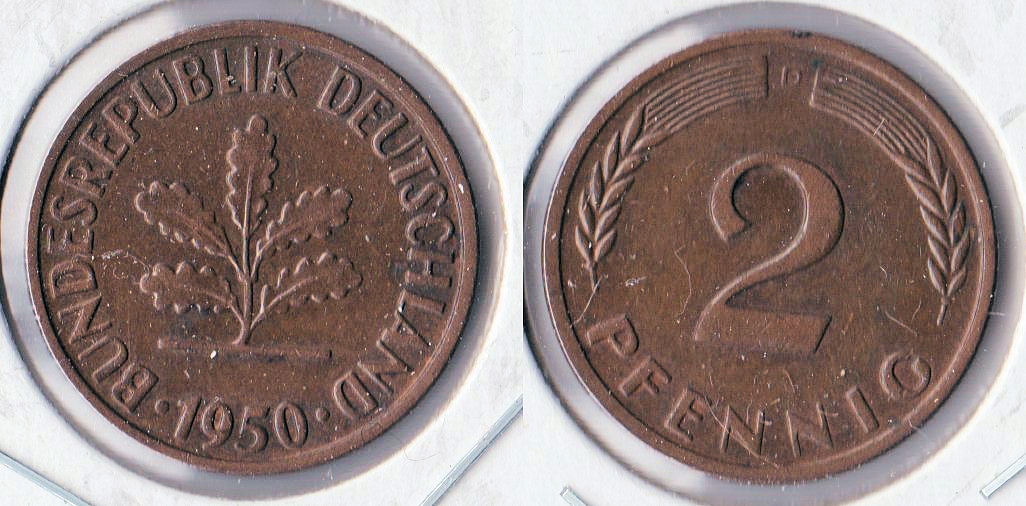 BUNDESREPUBLIK DEUTSCHLAND
·1950·
D
2
PFENNIG